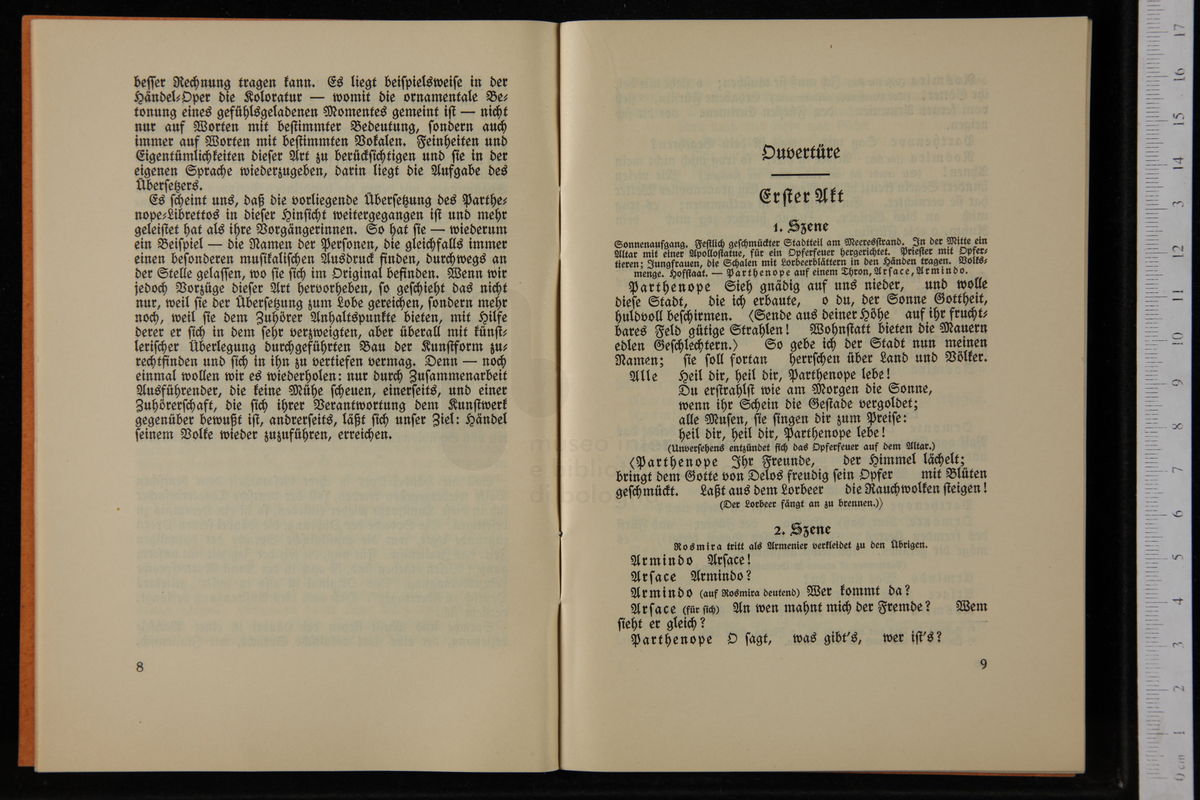 besser Rechnung tragen kann. Es liegt beispielsweise in der
Händel-Oper die Koloratur — womit die ornamentale Be-
tonung eines gefühlsgeladenen Momentes gemeint ist — nicht
nur auf Worten mit bestimmter Bedeutung, sondern auch
immer auf Worten mit bestimmten Vokalen. Feinheiten und
Eigentümlichkeiten dieser Art zu berücksichtigen und sie in der
eigenen Sprache wiederzugeben, darin liegt die Aufgabe des
Übersetzers.
Es scheint uns, daß die vorliegende Übersetzung des Parthe-
nope-Librettos in dieser Hinsicht weitergegangen ist und mehr
geleistet hat als ihre Vorgängerinnen. So hat sie — wiederum
ein Beispiel — die Namen der Personen, die gleichfalls immer
einen besonderen musikalischen Ausdruck finden, durchwegs an
der Stelle gelassen, wo sie sich im Original befinden. Wenn wir
jedoch Vorzüge dieser Art hervorheben, so geschieht das nicht
nur, weil sie der Übersetzung zum Lobe gereichen, sondern mehr
noch, weil sie dem Zuhörer Anhaltspunkte bieten, mit Hilfe
derer er sich in dem sehr verzweigten, aber überall mit künst-
lerischer Überlegung durchgeführten Bau der Kunstform zu-
rechtfinden und sich in ihn zu vertiefen vermag. Denn — noch
einmal wollen wir es wiederholen: nur durch Zusammenarbeit
Ausführender, die keine Mühe scheuen, einerseits, und einer
Zuhörerschaft, die sich ihrer Verantwortung dem Kunstwerk
gegenüber bewußt ist, andrerseits, läßt sich unser Ziel: Händel
seinem Volke wieder zuzuführen, erreichen.
8
Ouvertüre
Erster Akt
1. Szene
Sonnenaufgang. Festlich geschmückter Stadtteil am Meeresstrand. In der Mitte ein
Altar mit einer Apollostatue, für ein Opferfeuer hergerichtet. Priester mit Opfer-
tieren; Jungfrauen, die Schalen mit Lorbeerblättern in den Händen tragen. Volks-
menge. Hofstaat. — Parthenope auf einem Thron, Arsace, Armindo.
Parthenope Sieh gnädig auf uns nieder, und wolle
diese Stadt, die ich erbaute, o du, der Sonne Gottheit,
huldvoll beschirmen. (Sende aus deiner Höhe auf ihr frucht-
bares Feld gütige Strahlen! Wohnstatt bieten die Mauern
edlen Geschlechtern.) So gebe ich der Stadt nun meinen
Namen; sie soll fortan herrschen über Land und Völker.
Alle Heil dir, heil dir, Parthenope lebe!
Du erstrahlst wie am Morgen die Sonne,
wenn ihr Schein die Gestade vergoldet;
alle Musen, sie singen dir zum Preise:
heil dir, heil dir, Parthenope lebe!
(Unversehens entzündet sich das Opferfeuer auf dem Altar.)
(Parthenope Ihr Freunde, der Himmel lächelt;
bringt dem Gotte von Delos freudig sein Opfer mit Blüten
geschmückt. Laßt aus dem Lorbeer die Rauchwolken steigen!
(Der Lorbeer fängt an zu brennen.))
2. Szene
Rosmira tritt als Armenier verkleidet zu den Übrigen.
Armindo Arsace!
Arsace Armindo?
Armindo (auf Rosmira deutend) Wer kommt da?
Arsace (für sich) An wen mahnt mich der Fremde? Wem
sieht er gleich?
Parthenope O sagt, was gibt's, wer ist's?
9